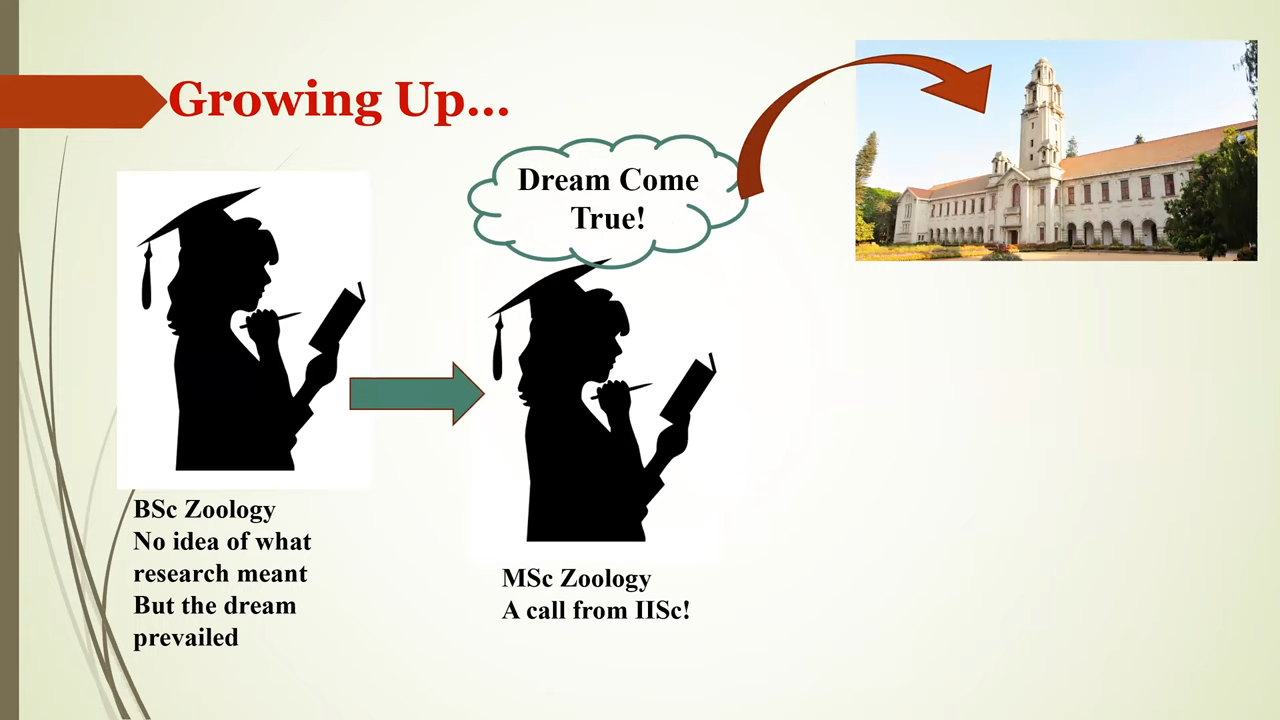 Growing Up...
Dream Come
True!
BSc Zoology
No idea of what
research meant
But the dream
prevailed
MSc Zoology
A call from IISc!